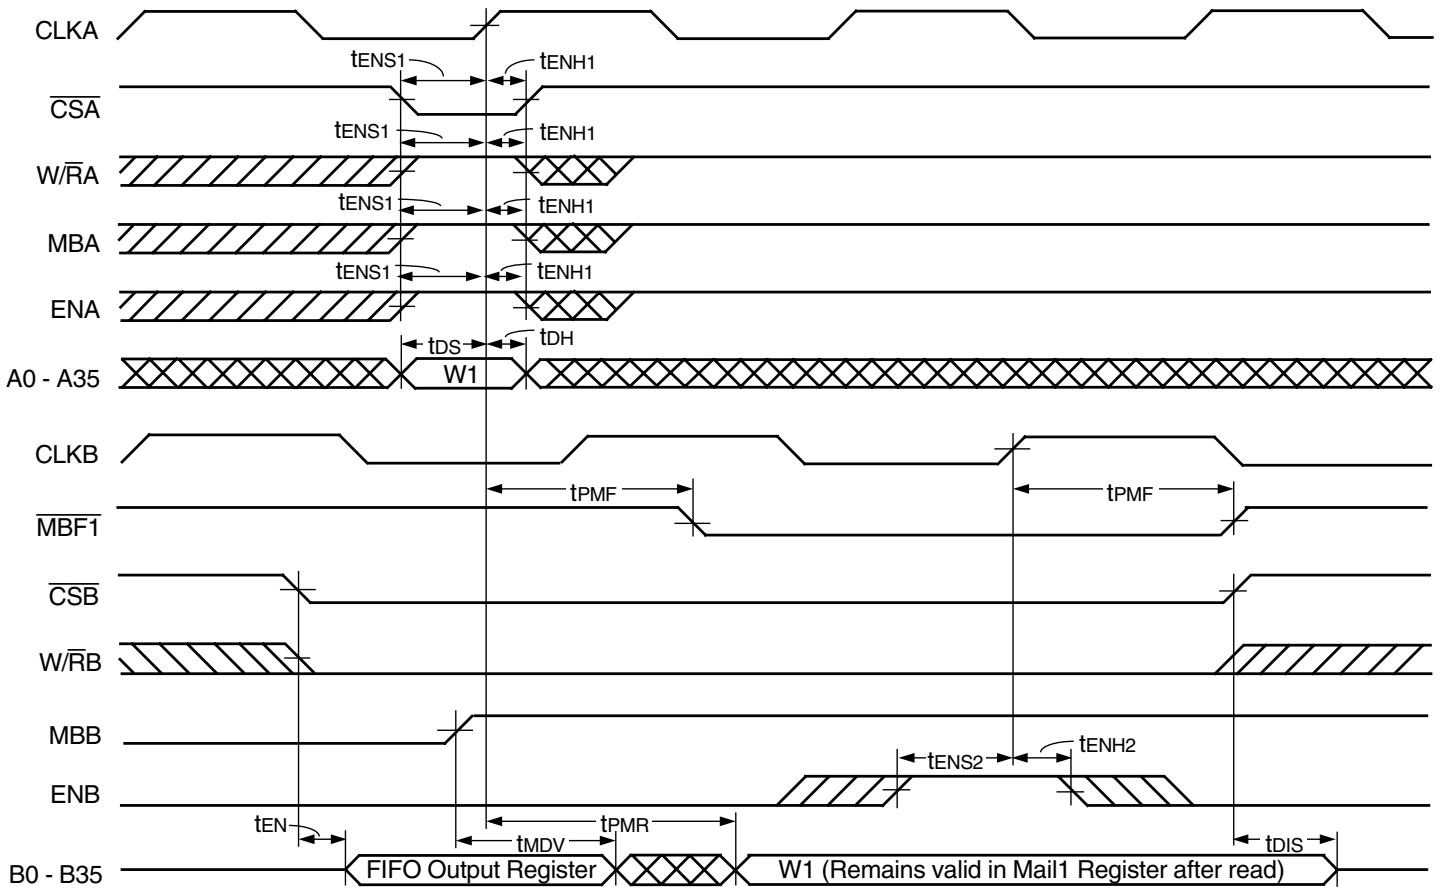 CLKA
tENS1 tENH1
CSA
tENS1 tENH1
W/RA
tENS1 tENH1
MBA
tENS1 tENH1
ENA
tDS tDH
A0 - A35 W1
CLKB
tPMF tPMF
MBF1
CSB
W/RB
MBB
tENS2 tENH2
ENB
tEN tPMR
tMDV tDIS
B0 - B35 FIFO Output Register W1 (Remains valid in Mail1 Register after read)